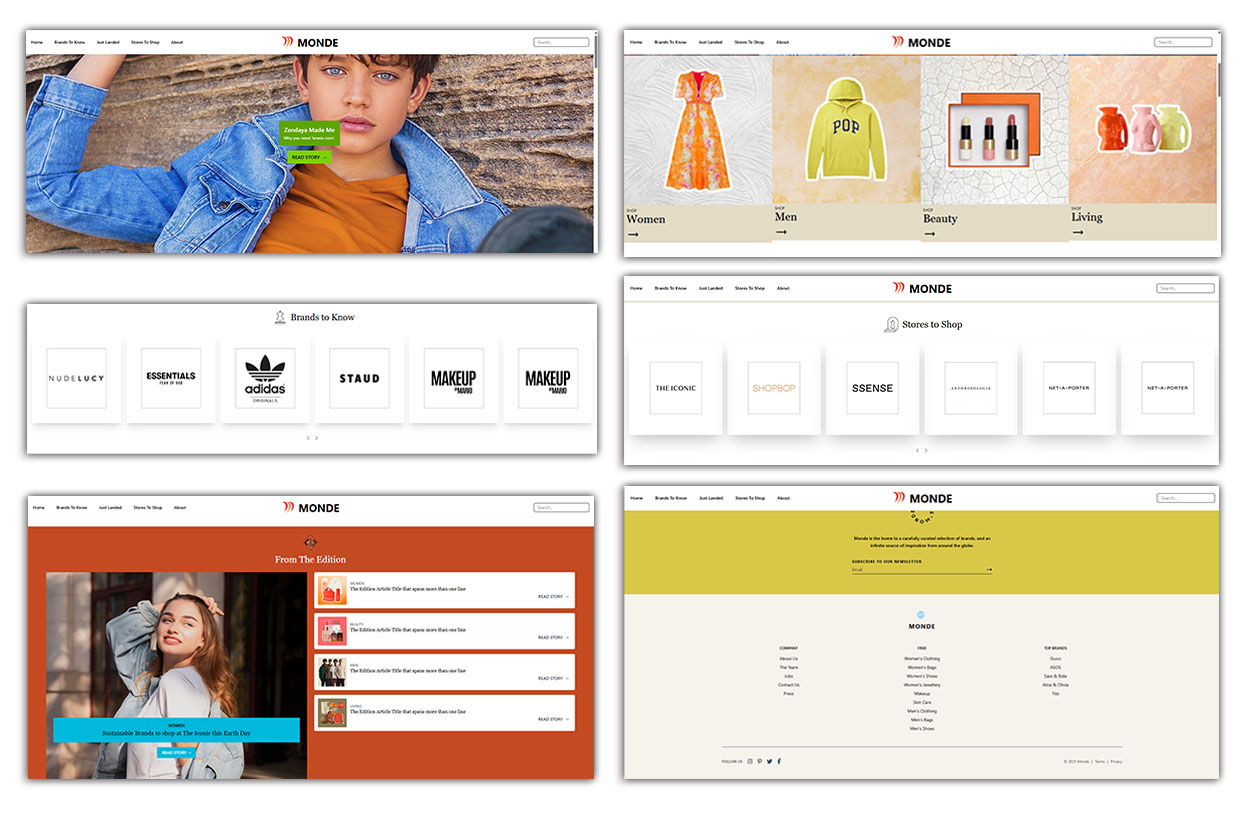 Home Brands To Know Just Landed Stores To Shop About
MONDE
Search...
Zendaya Made Me
READ STORY →
Home Brands To Know Just Landed Stores To Shop About
MONDE
Search...
POP
SHOP
Women
→
SHOP
Men
→
SHOP
Beauty
→
SHOP
Living
→
Brands to Know
NUDE LUCY
ESSENTIALS
FEAR OF GOD
adidas
ORIGINALS
STAUD
MAKEUP
BY MARIO
MAKEUP
BY MARIO
Home Brands To Know Just Landed Stores To Shop About
MONDE
Search...
Stores to Shop
THE ICONIC
SHOPBOP
SSENSE
ANTHROPOLOGIE
NET-A-PORTER
NET-A-PORTER
Home Brands To Know Just Landed Stores To Shop About
MONDE
Search...
From The Edition
WOMEN
Sustainable Brands to shop at The Iconic this Earth Day
READ STORY →
WOMEN
The Edition Article Title that spans more than one line
READ STORY →
BEAUTY
The Edition Article Title that spans more than one line
READ STORY →
MEN
The Edition Article Title that spans more than one line
READ STORY →
LIVING
The Edition Article Title that spans more than one line
READ STORY →
Home Brands To Know Just Landed Stores To Shop About
MONDE
Search...
Monde is the home to a carefully curated selection of brands, and an
infinite source of inspiration from around the globe.
SUBSCRIBE TO OUR NEWSLETTER
Email →
MONDE
COMPANY
About Us
The Team
Jobs
Contact Us
Press
FIND
Women's Clothing
Women's Bags
Women's Shoes
Women's Jewellery
Makeup
Skin Care
Men's Clothing
Men's Bags
Men's Shoes
TOP BRANDS
Gucci
ASOS
Sass & Bide
Alice & Olivia
Tibi
FOLLOW US
© 2021 Monde | Terms | Privacy